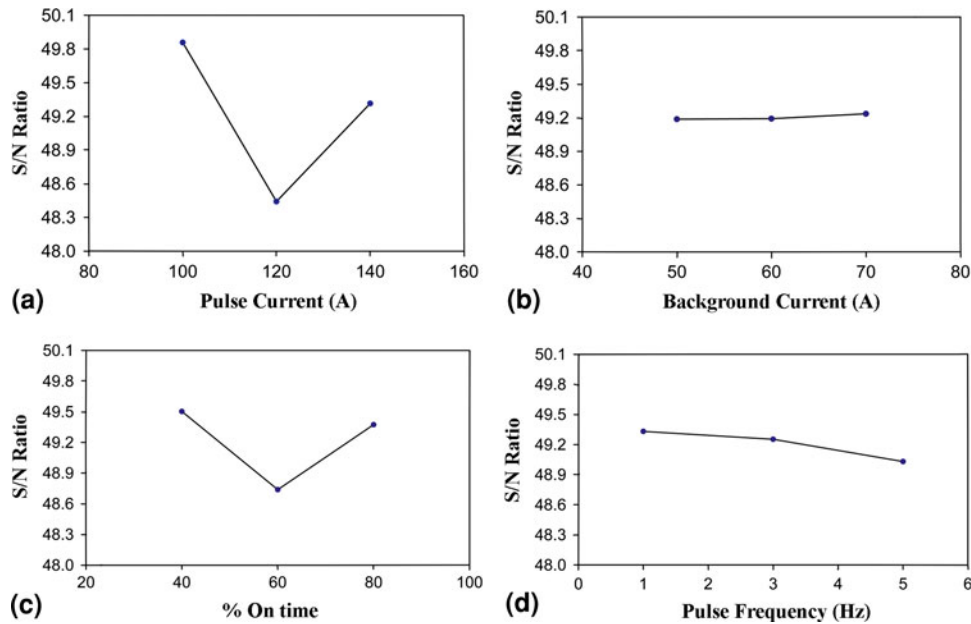 50.1
49.8
49.5
49.2
48.9
48.6
48.3
48.0
S/N Ratio
80 100 120 140 160
(a) Pulse Current (A)
50.1
49.8
49.5
49.2
48.9
48.6
48.3
48.0
S/N Ratio
40 50 60 70 80
(b) Background Current (A)
50.1
49.8
49.5
49.2
48.9
48.6
48.3
48.0
S/N Ratio
20 40 60 80 100
(c) % On time
50.1
49.8
49.5
49.2
48.9
48.6
48.3
48.0
S/N Ratio
0 1 2 3 4 5 6
(d) Pulse Frequency (Hz)